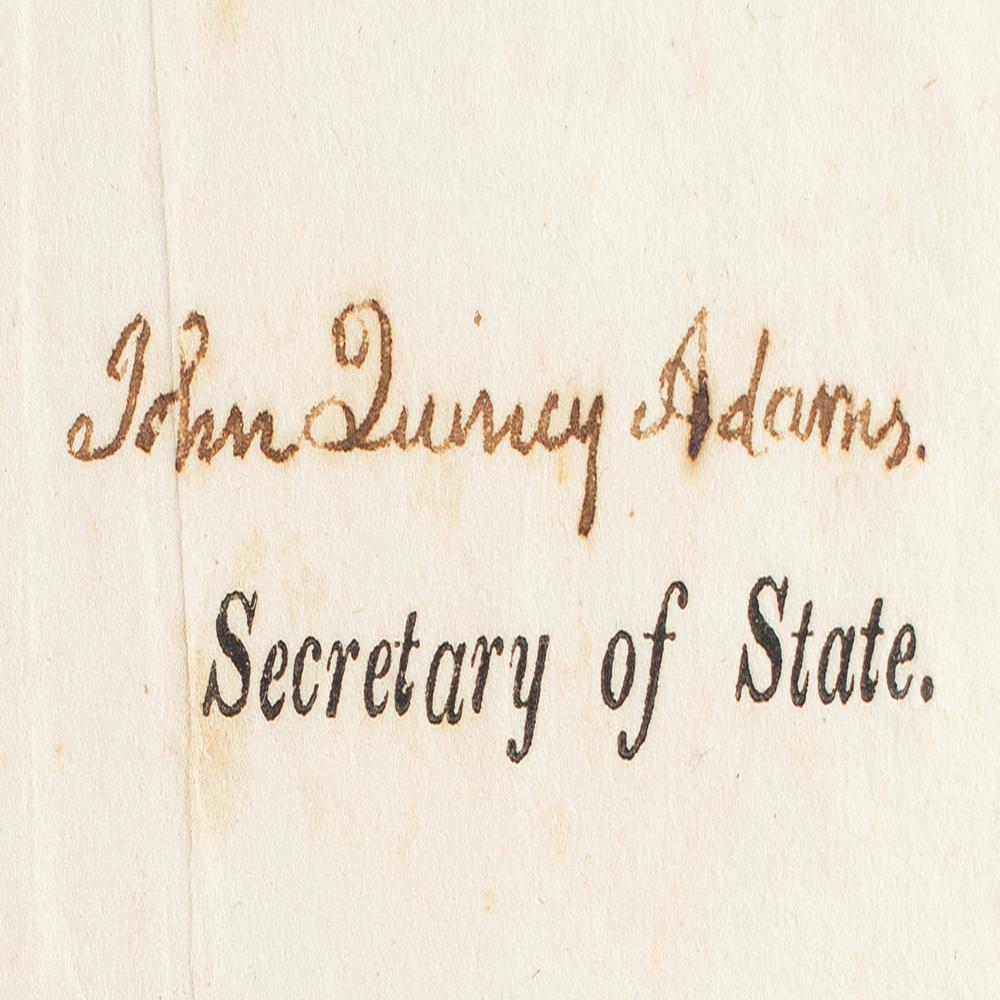 John Quincy Adams.
Secretary of State.